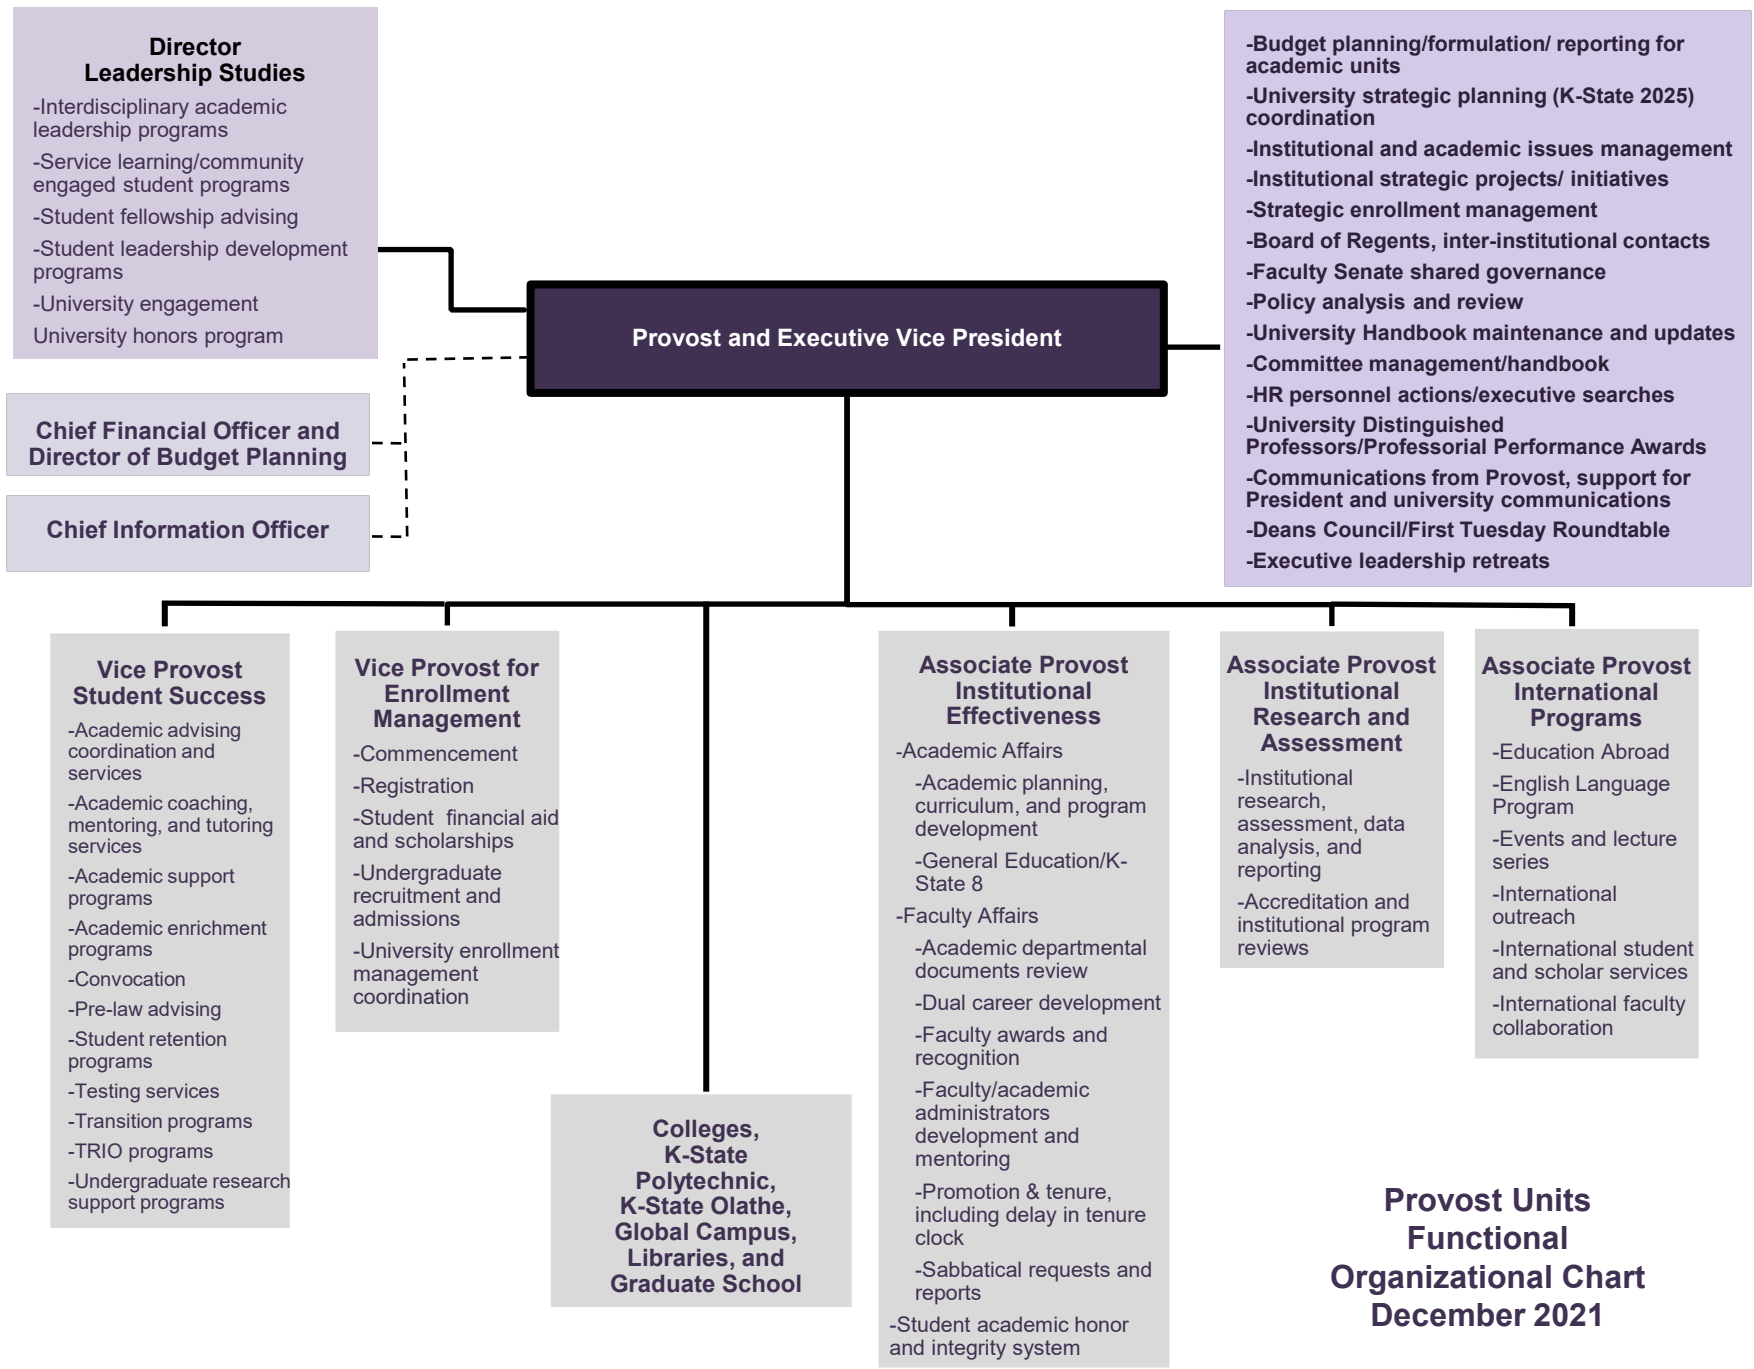 Director
Leadership Studies
-Interdisciplinary academic
leadership programs
-Service learning/community
engaged student programs
-Student fellowship advising
-Student leadership development
programs
-University engagement
University honors program
Chief Financial Officer and
Director of Budget Planning
Chief Information Officer
Provost and Executive Vice President
-Budget planning/formulation/ reporting for
academic units
-University strategic planning (K-State 2025)
coordination
-Institutional and academic issues management
-Institutional strategic projects/ initiatives
-Strategic enrollment management
-Board of Regents, inter-institutional contacts
-Faculty Senate shared governance
-Policy analysis and review
-University Handbook maintenance and updates
-Committee management/handbook
-HR personnel actions/executive searches
-University Distinguished
Professors/Professorial Performance Awards
-Communications from Provost, support for
President and university communications
-Deans Council/First Tuesday Roundtable
-Executive leadership retreats
Vice Provost
Student Success
-Academic advising
coordination and
services
-Academic coaching,
mentoring, and tutoring
services
-Academic support
programs
-Academic enrichment
programs
-Convocation
-Pre-law advising
-Student retention
programs
-Testing services
-Transition programs
-TRIO programs
-Undergraduate research
support programs
Vice Provost for
Enrollment
Management
-Commencement
-Registration
-Student  financial aid
and scholarships
-Undergraduate
recruitment and
admissions
-University enrollment
management
coordination
Colleges,
K-State
Polytechnic,
K-State Olathe,
Global Campus,
Libraries, and
Graduate School
Associate Provost
Institutional
Effectiveness
-Academic Affairs
-Academic planning,
curriculum, and program
development
-General Education/K-
State 8
-Faculty Affairs
-Academic departmental
documents review
-Dual career development
-Faculty awards and
recognition
-Faculty/academic
administrators
development and
mentoring
-Promotion & tenure,
including delay in tenure
clock
-Sabbatical requests and
reports
-Student academic honor
and integrity system
Associate Provost
Institutional
Research and
Assessment
-Institutional
research,
assessment, data
analysis, and
reporting
-Accreditation and
institutional program
reviews
Associate Provost
International
Programs
-Education Abroad
-English Language
Program
-Events and lecture
series
-International
outreach
-International student
and scholar services
-International faculty
collaboration
Provost Units
Functional
Organizational Chart
December 2021